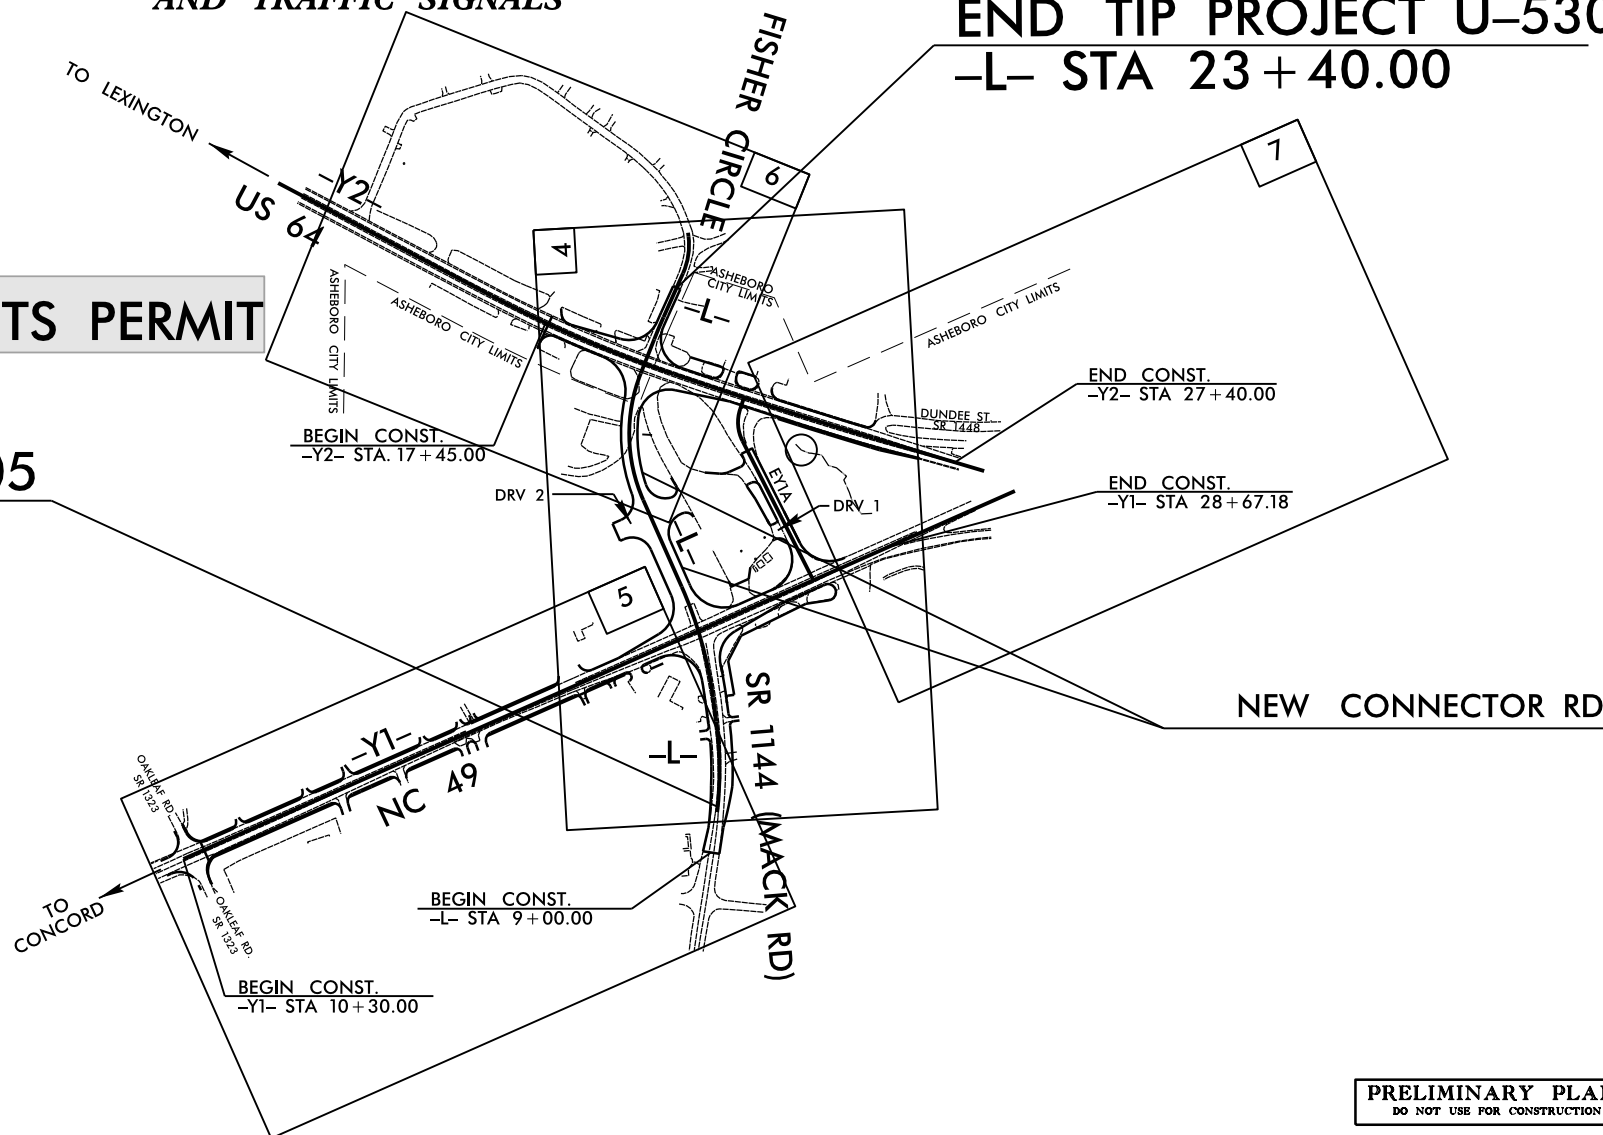 AND TRAFFIC SIGNALS
END TIP PROJECT U–530
–L– STA 23+40.00
FISHER CIRCLE
TO LEXINGTON
–Y2–
US 64
6
7
4
ASHEBORO
CITY LIMITS
–L–
TS PERMIT
ASHEBORO CITY LIMITS
ASHEBORO CITY LIMITS
ASHEBORO CITY LIMITS
END CONST.
–Y2– STA 27+40.00
DUNDEE ST.
SR 1448
BEGIN CONST.
–Y2– STA. 17+45.00
05
DRV 2
EY1A
DRV_1
END CONST.
–Y1– STA 28+67.18
–L–
5
NEW CONNECTOR RD
SR 1144 (MACK RD)
–L–
–Y1–
NC 49
OAKLEAF RD.
SR 1323
TO
CONCORD
OAKLEAF RD.
SR 1323
BEGIN CONST.
–L– STA 9+00.00
BEGIN CONST.
–Y1– STA 10+30.00
PRELIMINARY PLA
DO NOT USE FOR CONSTRUCTION